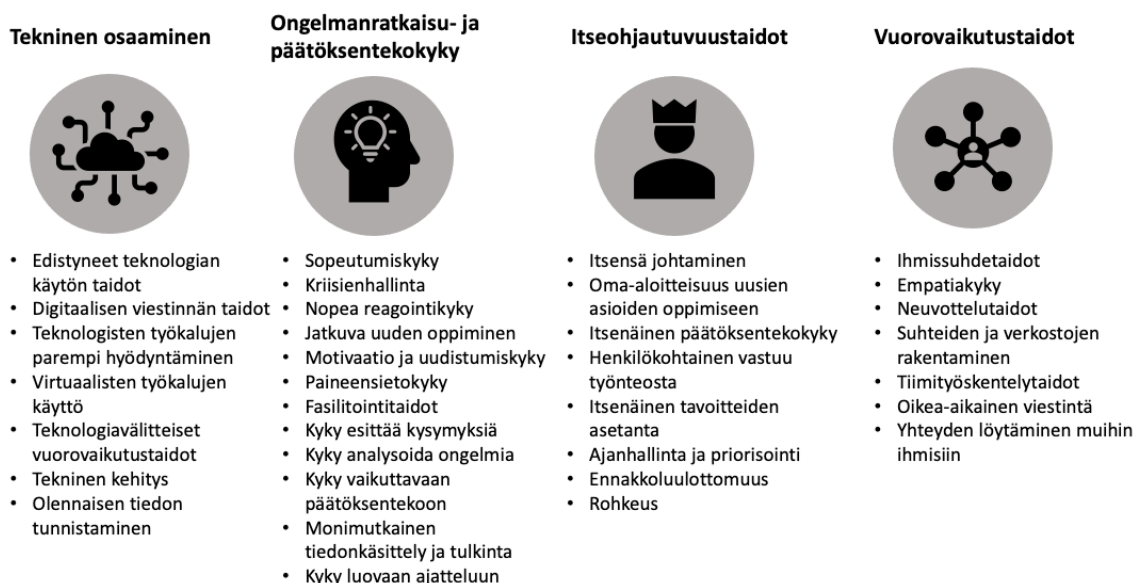 Tekninen osaaminen
Edistyneet teknologian
käytön taidot
Digitaalisen viestinnän taidot
Teknologisten työkalujen
parempi hyödyntäminen
Virtuaalisten työkalujen
käyttö
Teknologiavälitteiset
vuorovaikutustaidot
Tekninen kehitys
Olennaisen tiedon
tunnistaminen
Ongelmanratkaisu- ja
päätöksentekokyky
Sopeutumiskyky
Kriisienhallinta
Nopea reagointikyky
Jatkuva uuden oppiminen
Motivaatio ja uudistumiskyky
Paineensietokyky
Fasilitointitaidot
Kyky esittää kysymyksiä
Kyky analysoida ongelmia
Kyky vaikuttavaan
päätöksentekoon
Monimutkainen
tiedonkäsittely ja tulkinta
Kyky luovaan ajatteluun
Itseohjautuvuustaidot
Itsensä johtaminen
Oma-aloitteisuus uusien
asioiden oppimiseen
Itsenäinen päätöksentekokyky
Henkilökohtainen vastuu
työnteosta
Itsenäinen tavoitteiden
asetanta
Ajanhallinta ja priorisointi
Ennakkoluulottomuus
Rohkeus
Vuorovaikutustaidot
Ihmissuhdetaidot
Empatiakyky
Neuvottelutaidot
Suhteiden ja verkostojen
rakentaminen
Tiimityöskentelytaidot
Oikea-aikainen viestintä
Yhteyden löytäminen muihin
ihmisiin